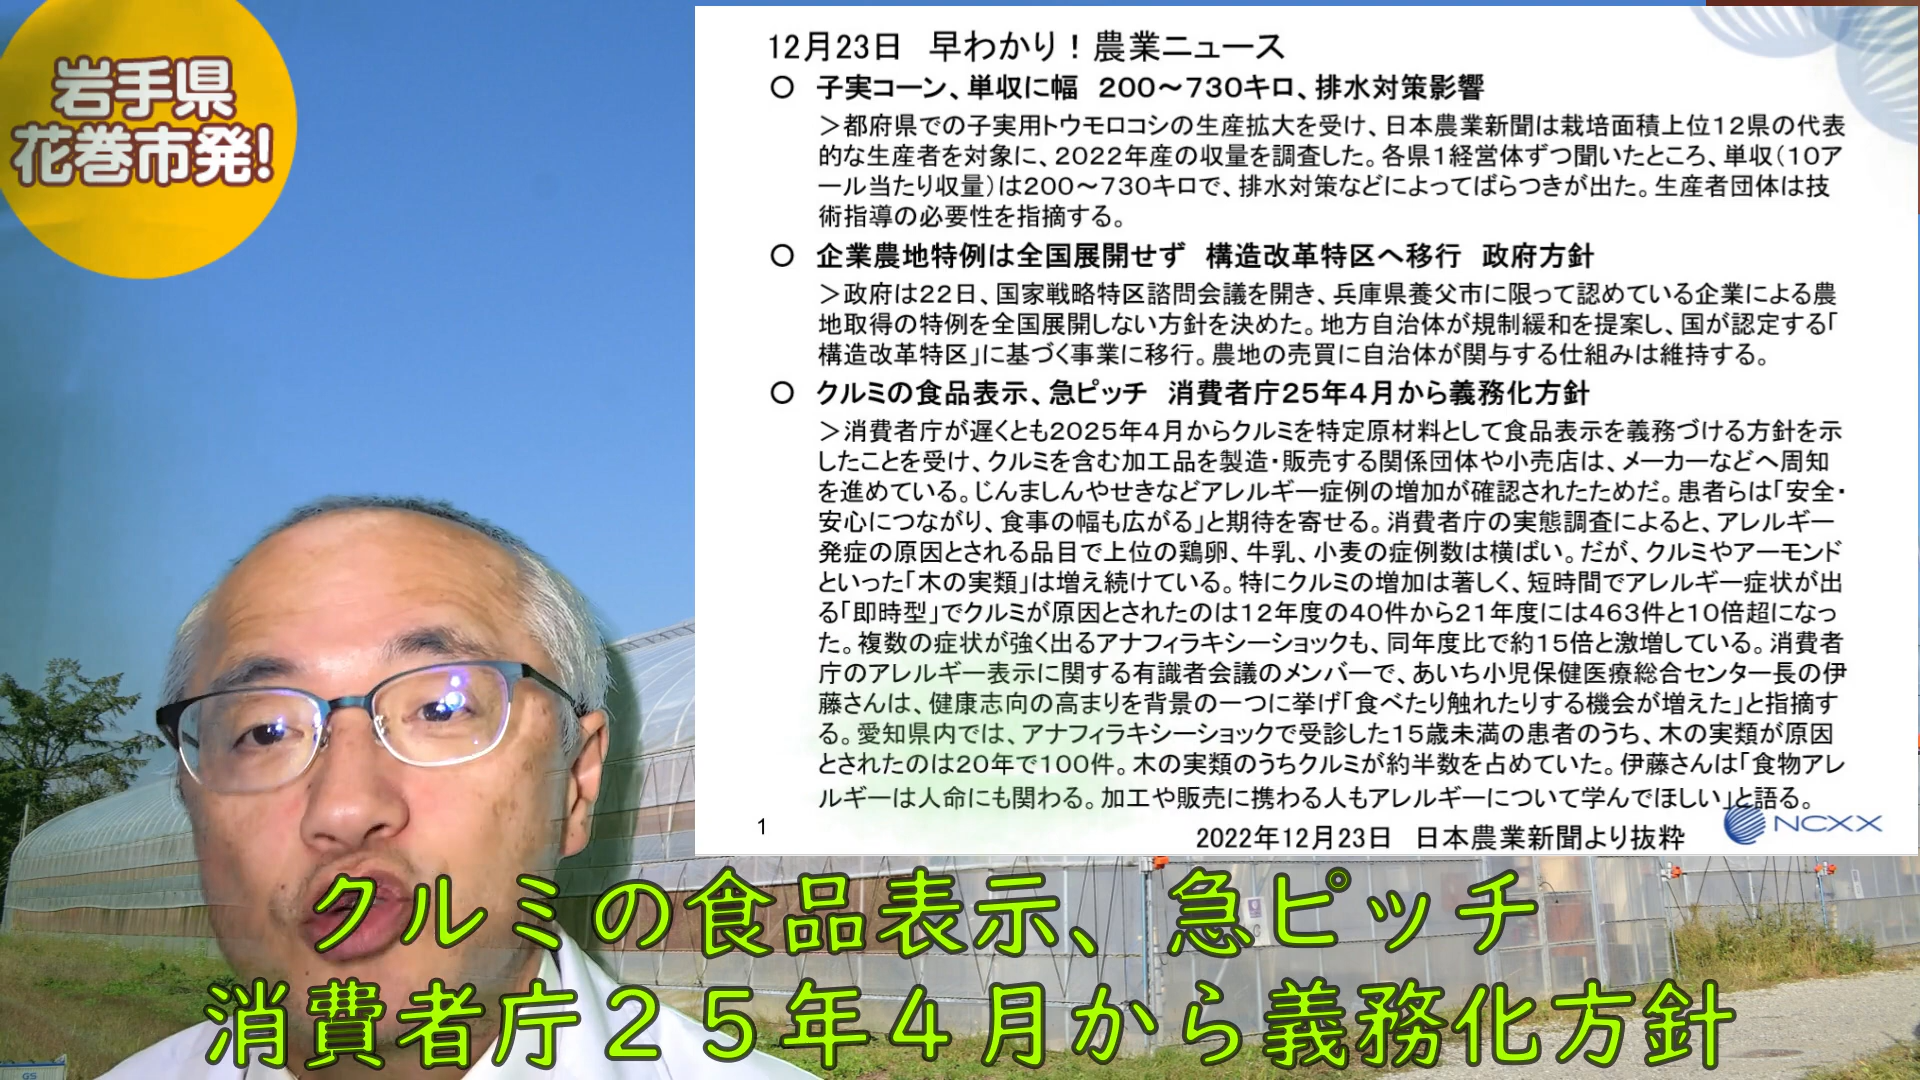 岩手県
花巻市発!
12月23日　早わかり！農業ニュース
〇　子実コーン、単収に幅　200～730キロ、排水対策影響
＞都府県での子実用トウモロコシの生産拡大を受け、日本農業新聞は栽培面積上位12県の代表
的な生産者を対象に、2022年産の収量を調査した。各県1経営体ずつ聞いたところ、単収（10ア
ール当たり収量）は200～730キロで、排水対策などによってばらつきが出た。生産者団体は技
術指導の必要性を指摘する。
〇　企業農地特例は全国展開せず　構造改革特区へ移行　政府方針
＞政府は22日、国家戦略特区諮問会議を開き、兵庫県養父市に限って認めている企業による農
地取得の特例を全国展開しない方針を決めた。地方自治体が規制緩和を提案し、国が認定する「
構造改革特区」に基づく事業に移行。農地の売買に自治体が関与する仕組みは維持する。
〇　クルミの食品表示、急ピッチ　消費者庁25年4月から義務化方針
＞消費者庁が遅くとも2025年4月からクルミを特定原材料として食品表示を義務づける方針を示
したことを受け、クルミを含む加工品を製造・販売する関係団体や小売店は、メーカーなどへ周知
を進めている。じんましんやせきなどアレルギー症例の増加が確認されたためだ。患者らは「安全・
安心につながり、食事の幅も広がる」と期待を寄せる。消費者庁の実態調査によると、アレルギー
発症の原因とされる品目で上位の鶏卵、牛乳、小麦の症例数は横ばい。だが、クルミやアーモンド
といった「木の実類」は増え続けている。特にクルミの増加は著しく、短時間でアレルギー症状が出
る「即時型」でクルミが原因とされたのは12年度の40件から21年度には463件と10倍超になっ
た。複数の症状が強く出るアナフィラキシーショックも、同年度比で約15倍と激増している。消費者
庁のアレルギー表示に関する有識者会議のメンバーで、あいち小児保健医療総合センター長の伊
藤さんは、健康志向の高まりを背景の一つに挙げ「食べたり触れたりする機会が増えた」と指摘す
る。愛知県内では、アナフィラキシーショックで受診した15歳未満の患者のうち、木の実類が原因
とされたのは20年で100件。木の実類のうちクルミが約半数を占めていた。伊藤さんは「食物アレ
ルギーは人命にも関わる。加工や販売に携わる人もアレルギーについて学んでほしい」と語る。
1
NCXX
2022年12月23日　日本農業新聞より抜粋
クルミの食品表示、急ピッチ
消費者庁２５年４月から義務化方針
GS